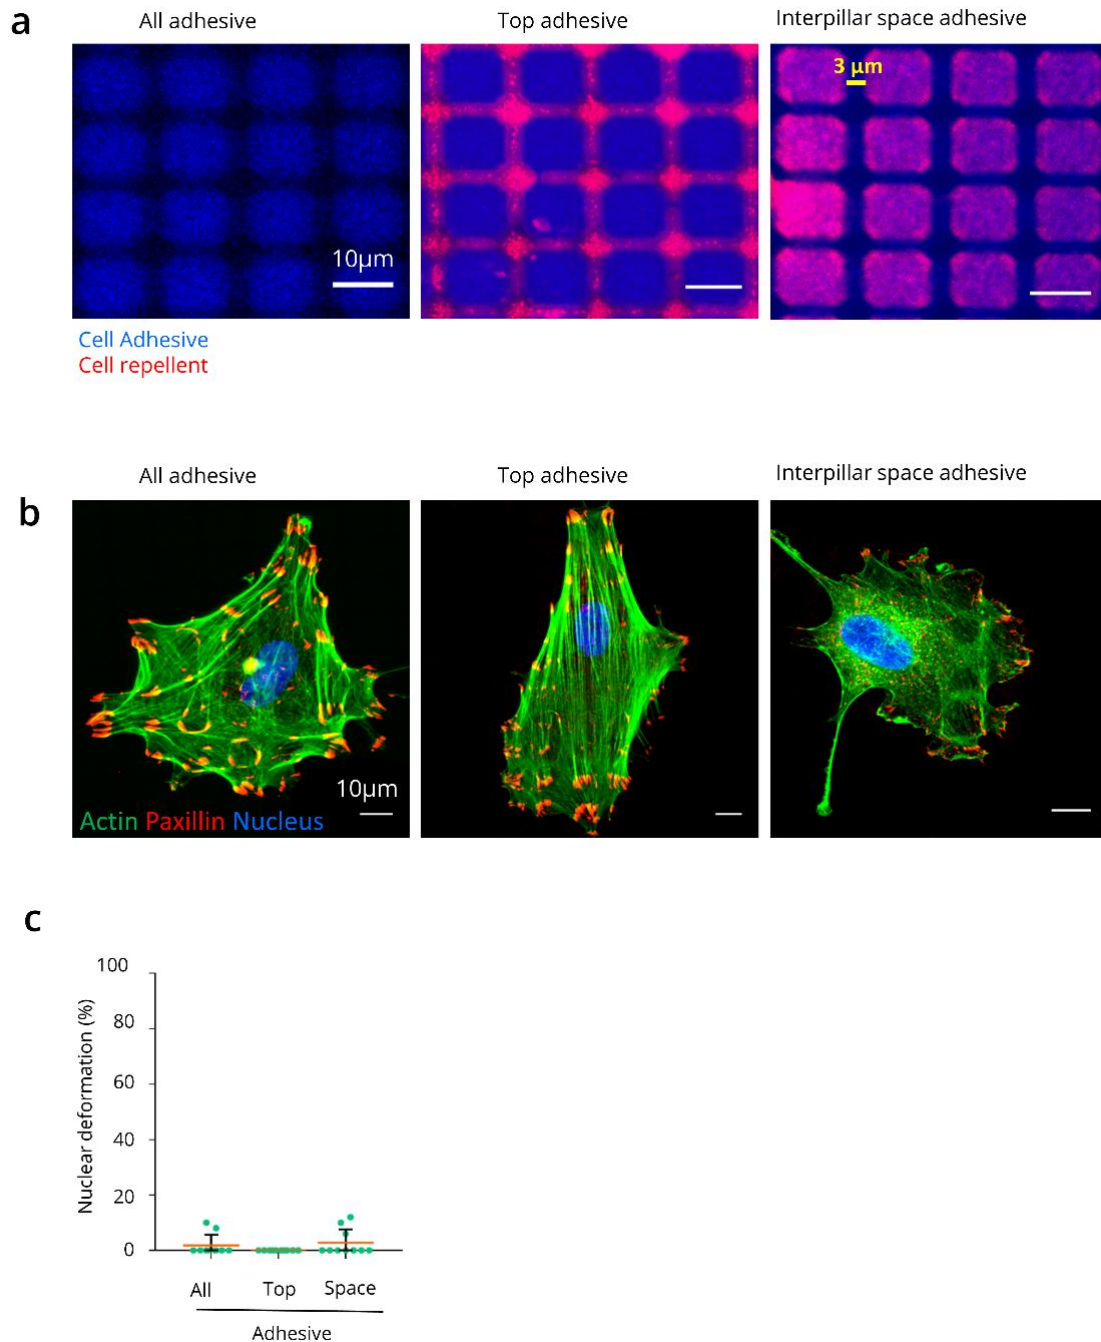 a
All adhesive
Top adhesive
Interpillar space adhesive
3 μm
10μm
Cell Adhesive
Cell repellent
All adhesive
Top adhesive
Interpillar space adhesive
b
10μm
Actin Paxillin Nucleus
c
Nuclear deformation (%)
100
80
60
40
20
0
All
Top
Space
Adhesive